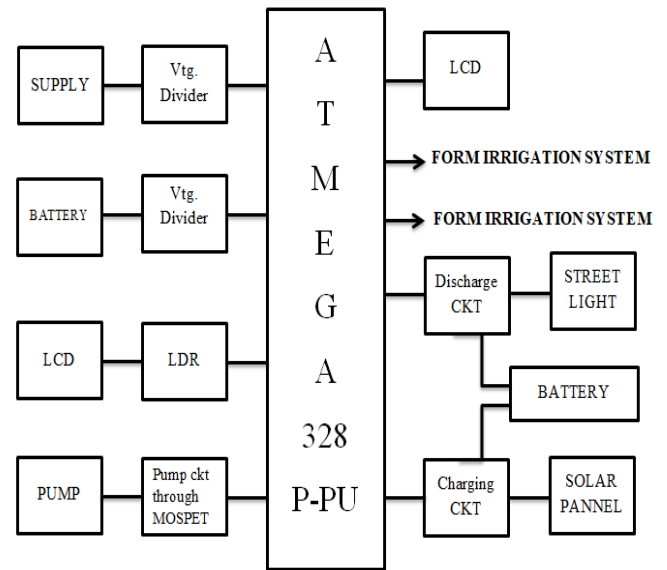 SUPPLY
Vtg.
Divider
BATTERY
Vtg.
Divider
LCD
LDR
PUMP
Pump ckt
through
MOSPET
A
T
M
E
G
A
328
P-PU
LCD
FORM IRRIGATION SYSTEM
FORM IRRIGATION SYSTEM
Discharge
CKT
STREET
LIGHT
BATTERY
Charging
CKT
SOLAR
PANNEL